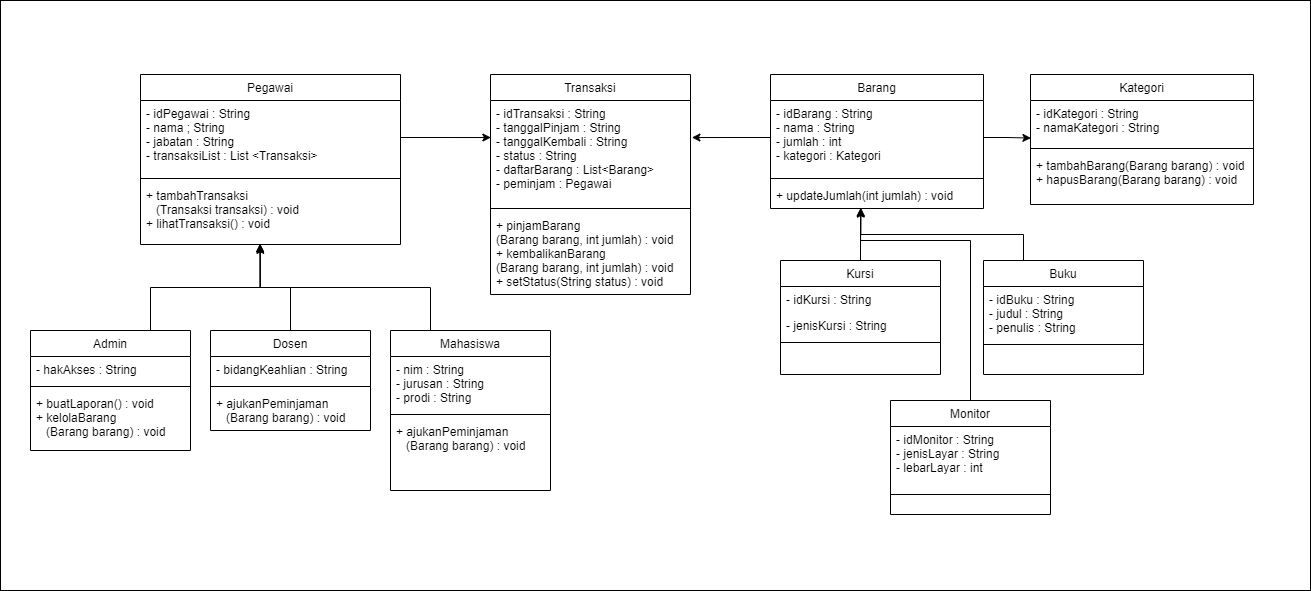 Pegawai
- idPegawai : String
- nama ; String
- jabatan : String
- transaksiList : List <Transaksi>
+ tambahTransaksi
(Transaksi transaksi) : void
+ lihatTransaksi() : void
Transaksi
- idTransaksi : String
- tanggalPinjam : String
- tanggalKembali : String
- status : String
- daftarBarang : List<Barang>
- peminjam : Pegawai
+ pinjamBarang
(Barang barang, int jumlah) : void
+ kembalikanBarang
(Barang barang, int jumlah) : void
+ setStatus(String status) : void
Barang
- idBarang : String
- nama : String
- jumlah : int
- kategori : Kategori
+ updateJumlah(int jumlah) : void
Kategori
- idKategori : String
- namaKategori : String
+ tambahBarang(Barang barang) : void
+ hapusBarang(Barang barang) : void
Admin
- hakAkses : String
+ buatLaporan() : void
+ kelolaBarang
(Barang barang) : void
Dosen
- bidangKeahlian : String
+ ajukanPeminjaman
(Barang barang) : void
Mahasiswa
- nim : String
- jurusan : String
- prodi : String
+ ajukanPeminjaman
(Barang barang) : void
Kursi
- idKursi : String
- jenisKursi : String
Buku
- idBuku : String
- judul : String
- penulis : String
Monitor
- idMonitor : String
- jenisLayar : String
- lebarLayar : int